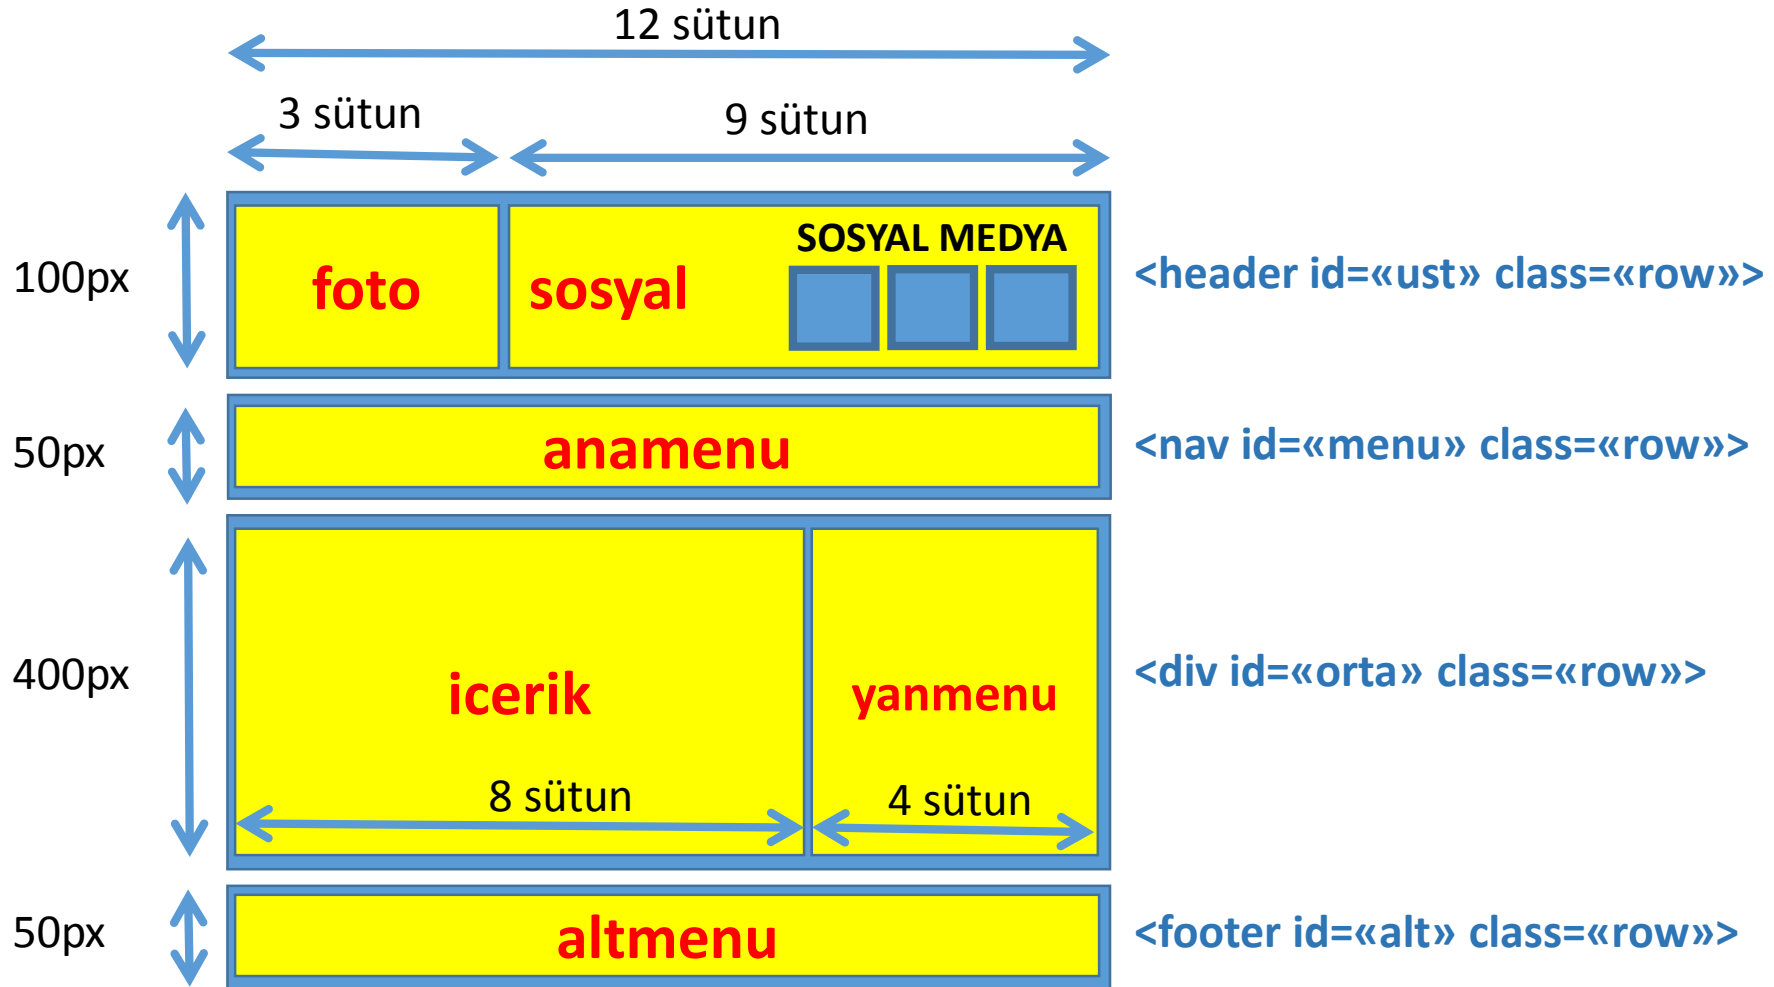 12 sütun
3 sütun
9 sütun
100px
foto
sosyal
SOSYAL MEDYA
<header id=«ust» class=«row»>
50px
anamenu
<nav id=«menu» class=«row»>
400px
icerik
yanmenu
<div id=«orta» class=«row»>
8 sütun
4 sütun
50px
altmenu
<footer id=«alt» class=«row»>